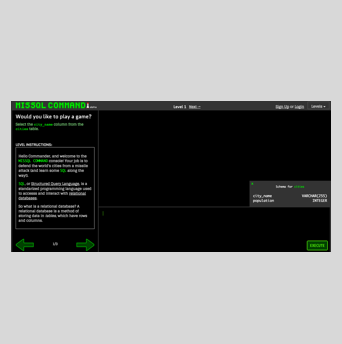 MISSQL COMMAND
Level 1 Next→
Sign Up or Login
Levels
Would you like to play a game?
Select the city_name column from the
cities table.
LEVEL INSTRUCTIONS:
Hello Commander, and welcome to the
MISSQL COMMAND console! Your job is to
defend the world's cities from a missile
attack (and learn some SQL along the
way!).
SQL, or Structured Query Language, is a
standardized programming language used
to access and interact with relational
databases.
So what is a relational database? A
relational database is a method of
storing data in tables, which have rows
and columns.
1/3
Schema for cities
city_name VARCHAR(255)
population INTEGER
EXECUTE